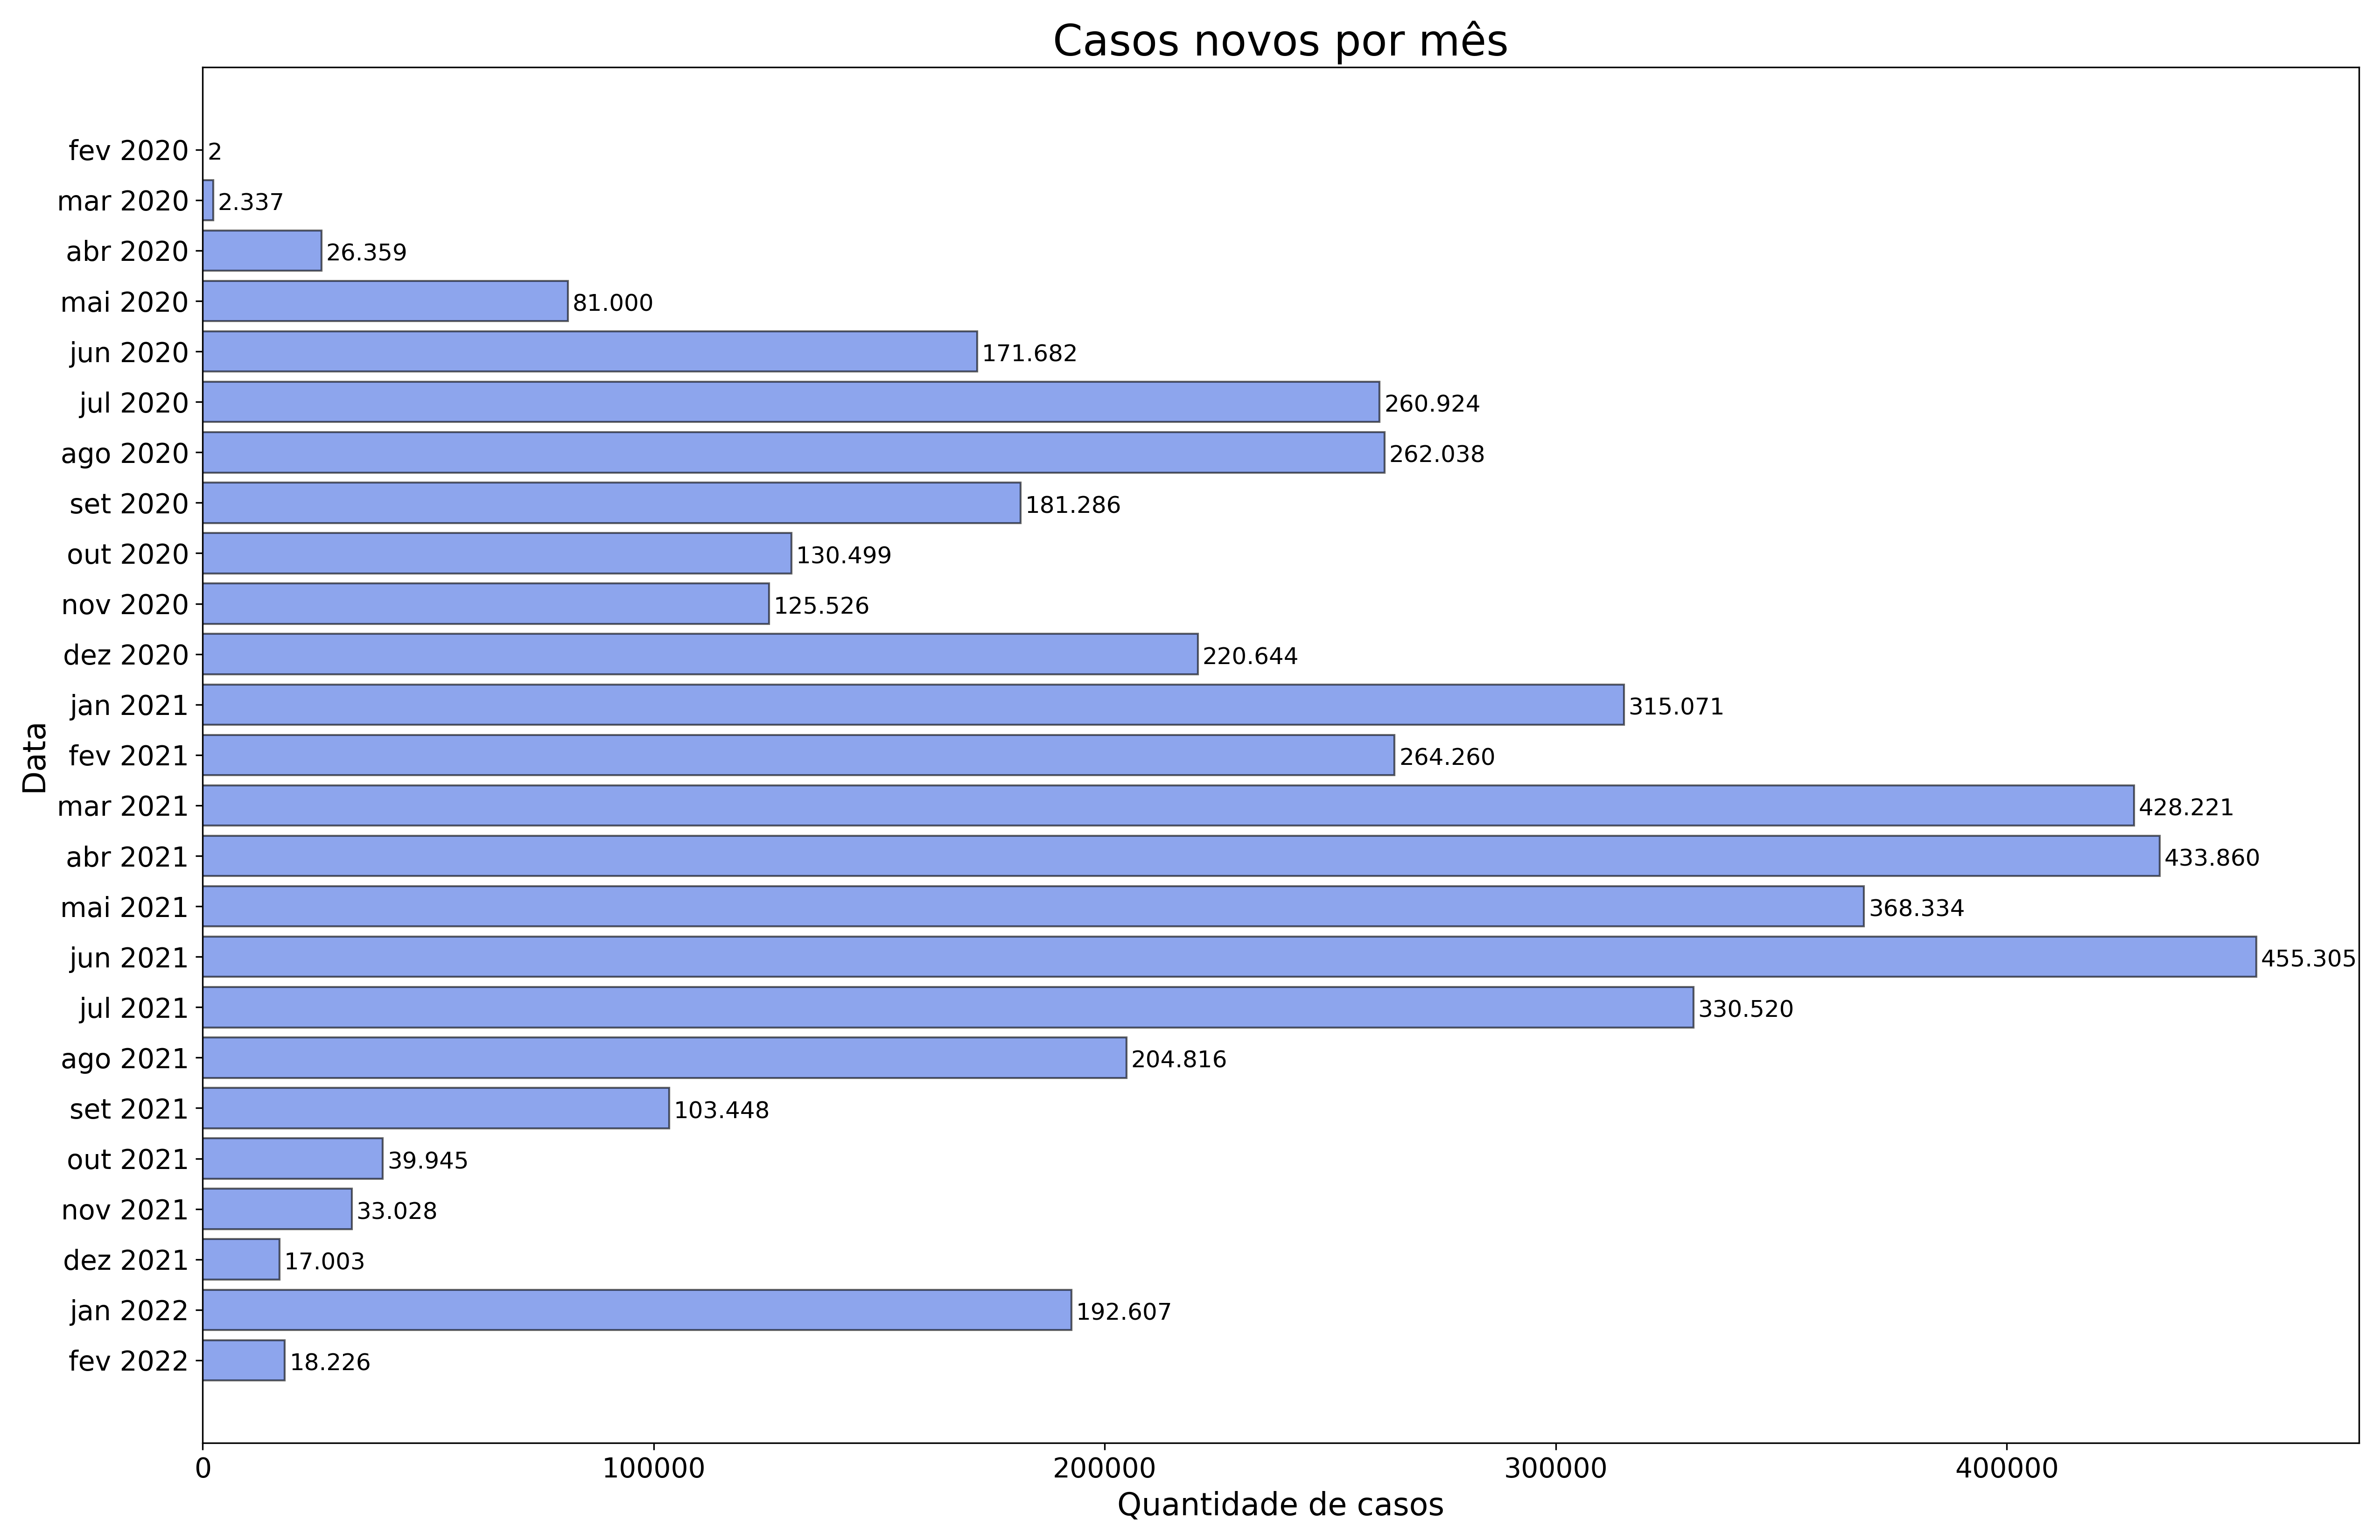 Casos novos por mês
Data
fev 2020 2
mar 2020 2.337
abr 2020 26.359
mai 2020 81.000
jun 2020 171.682
jul 2020 260.924
ago 2020 262.038
set 2020 181.286
out 2020 130.499
nov 2020 125.526
dez 2020 220.644
jan 2021 315.071
fev 2021 264.260
mar 2021 428.221
abr 2021 433.860
mai 2021 368.334
jun 2021 455.305
jul 2021 330.520
ago 2021 204.816
set 2021 103.448
out 2021 39.945
nov 2021 33.028
dez 2021 17.003
jan 2022 192.607
fev 2022 18.226
0 100000 200000 300000 400000
Quantidade de casos